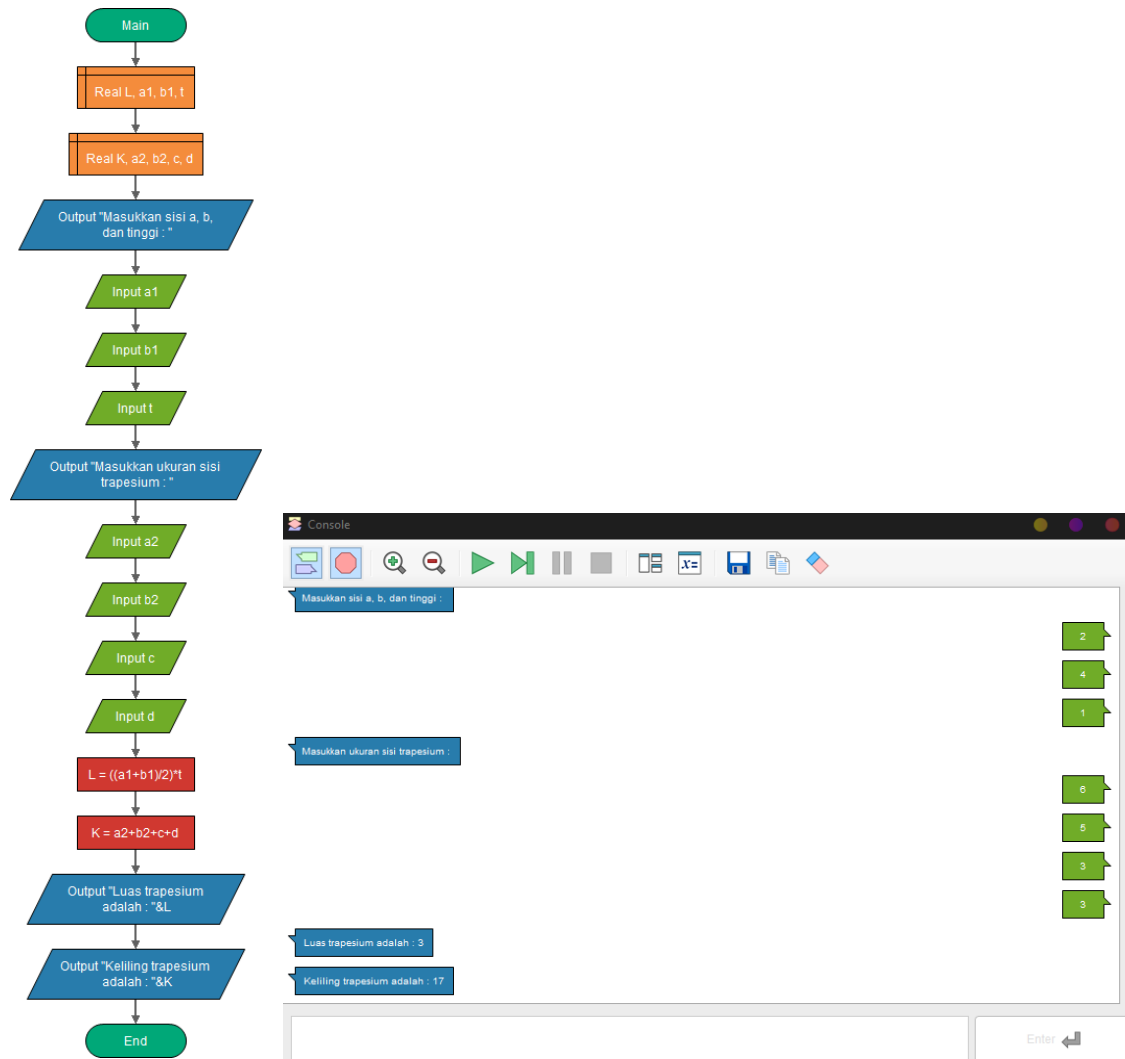 Main
Real L, a1, b1, t
Real K, a2, b2, c, d
Output "Masukkan sisi a, b,
dan tinggi : "
Input a1
Input b1
Input t
Output "Masukkan ukuran sisi
trapesium : "
Input a2
Input b2
Input c
Input d
L = ((a1+b1)/2)*t
K = a2+b2+c+d
Output "Luas trapesium
adalah : "&L
Output "Keliling trapesium
adalah : "&K
End
Console
x=
Masukkan sisi a, b, dan tinggi :
2
4
1
Masukkan ukuran sisi trapesium :
6
5
3
3
Luas trapesium adalah : 3
Keliling trapesium adalah : 17
Enter